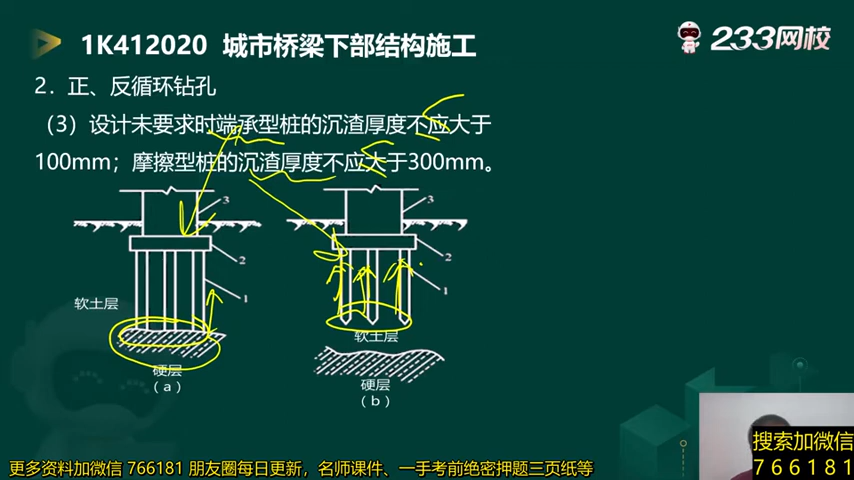 1K412020 城市桥梁下部结构施工
233网校
2. 正、反循环钻孔
（3）设计未要求时端承型桩的沉渣厚度不应大于
100mm；摩擦型桩的沉渣厚度不应大于300mm。
3
2
1
软土层
硬层
（a）
3
2
1
软土层
硬层
（b）
搜索加微信
766181
更多资料加微信 766181 朋友圈每日更新，名师课件、一手考前绝密押题三页纸等